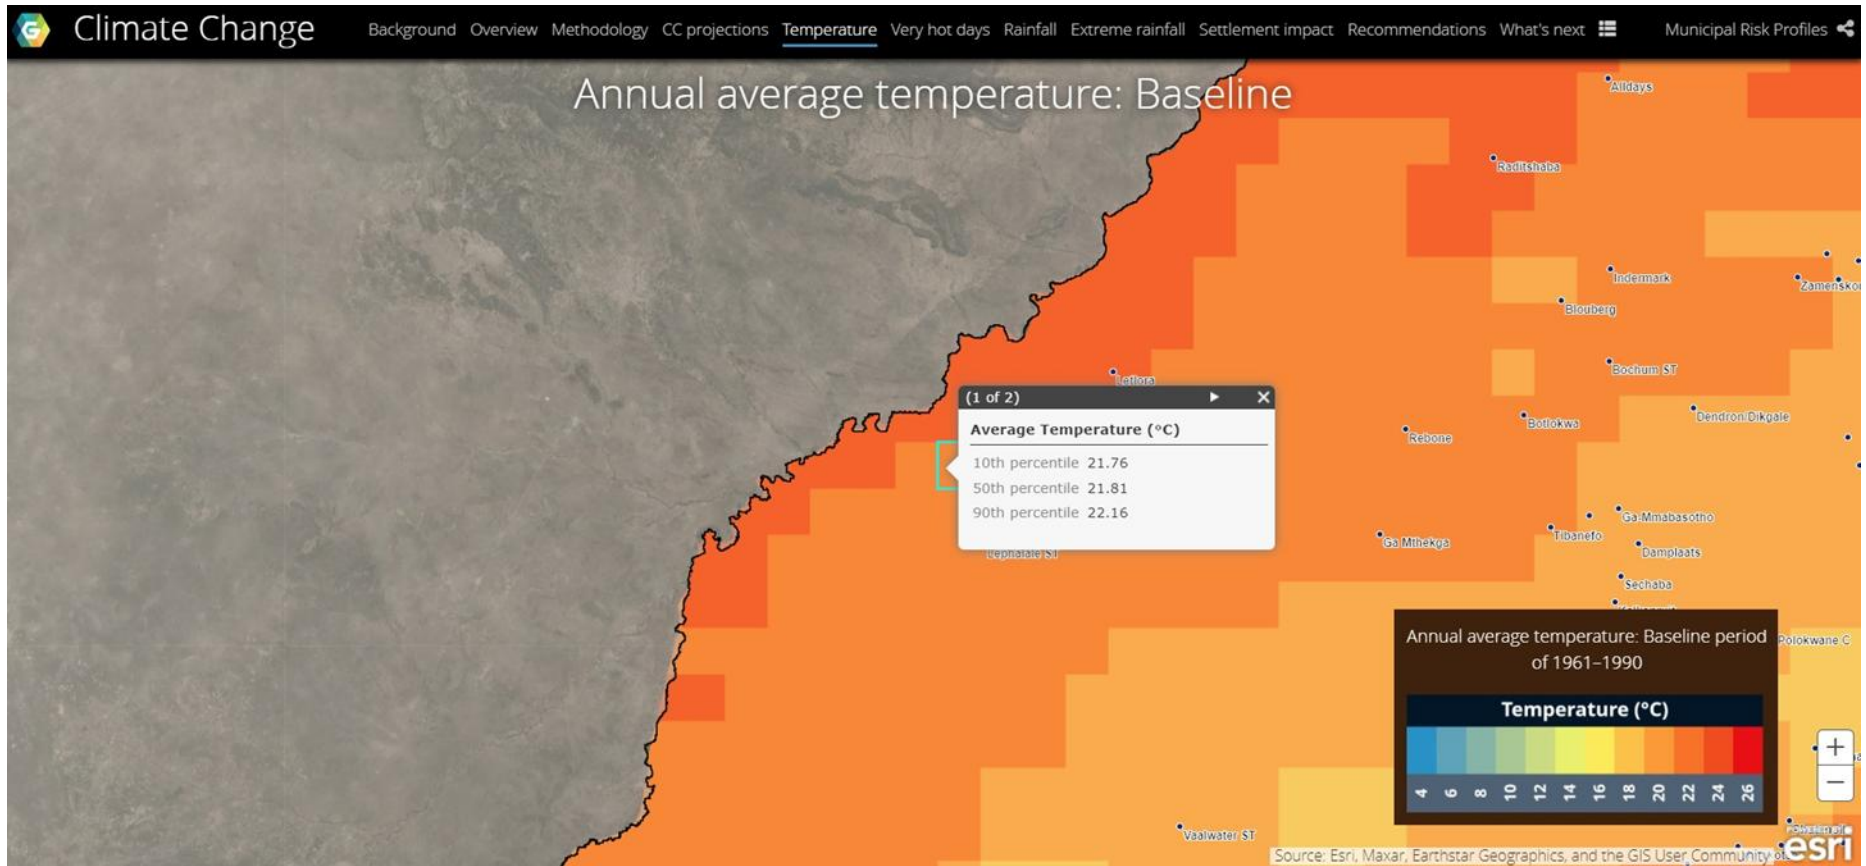 Climate Change
Background Overview Methodology CC projections Temperature Very hot days Rainfall Extreme rainfall Settlement impact Recommendations What's next
Municipal Risk Profiles
Annual average temperature: Baseline
Alldays
Raditshaba
Indermark
Blouberg
Letlora
Bochum ST
(1 of 2)
Average Temperature (°C)
10th percentile 21.76
50th percentile 21.81
90th percentile 22.16
Dendron/Dikgale
Botlokwa
Rebone
Ga-Mmabasotho
Tibanefo
Ga Mthekga
Damplaats
Lephalale ST
Sechaba
Annual average temperature: Baseline period
of 1961–1990
Polokwane C
Temperature (°C)
4 6 8 10 12 14 16 18 20 22 24 26
+
−
Vaalwater ST
Source: Esri, Maxar, Earthstar Geographics, and the GIS User Community
esri